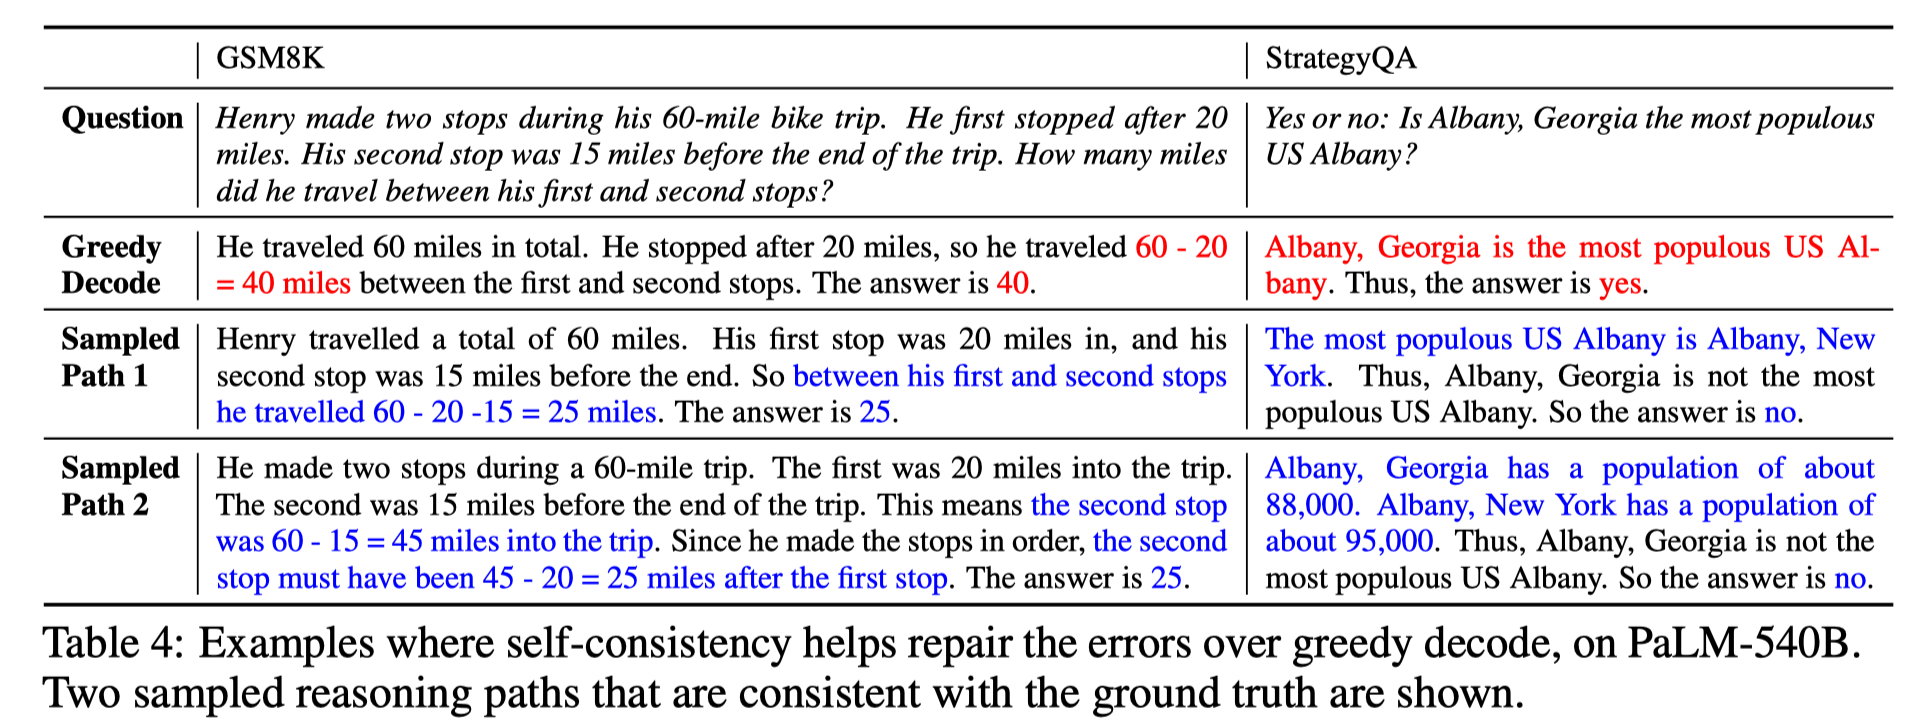 GSM8K
StrategyQA
Question
Henry made two stops during his 60-mile bike trip. He first stopped after 20
miles. His second stop was 15 miles before the end of the trip. How many miles
did he travel between his first and second stops?
Yes or no: Is Albany, Georgia the most populous
US Albany?
Greedy
Decode
He traveled 60 miles in total. He stopped after 20 miles, so he traveled 60 - 20
= 40 miles between the first and second stops. The answer is 40.
Albany, Georgia is the most populous US Al-
bany. Thus, the answer is yes.
Sampled
Path 1
Henry travelled a total of 60 miles. His first stop was 20 miles in, and his
second stop was 15 miles before the end. So between his first and second stops
he travelled 60 - 20 -15 = 25 miles. The answer is 25.
The most populous US Albany is Albany, New
York. Thus, Albany, Georgia is not the most
populous US Albany. So the answer is no.
Sampled
Path 2
He made two stops during a 60-mile trip. The first was 20 miles into the trip.
The second was 15 miles before the end of the trip. This means the second stop
was 60 - 15 = 45 miles into the trip. Since he made the stops in order, the second
stop must have been 45 - 20 = 25 miles after the first stop. The answer is 25.
Albany, Georgia has a population of about
88,000. Albany, New York has a population of
about 95,000. Thus, Albany, Georgia is not the
most populous US Albany. So the answer is no.
Table 4: Examples where self-consistency helps repair the errors over greedy decode, on PaLM-540B.
Two sampled reasoning paths that are consistent with the ground truth are shown.